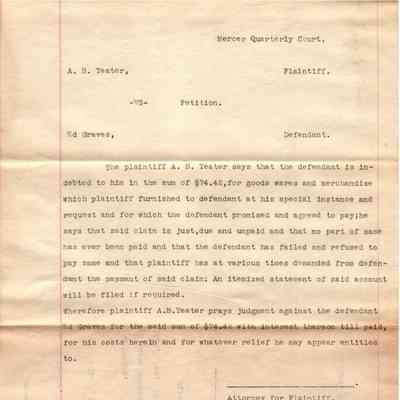 Mercer Quarterly Court.
A. B. Teater, Plaintiff.
-VS- Petition.
Ed Graves, Defendant.
The plaintiff A. B. Teater says that the defendant is in-
debted to him in the sum of $74.42,for goods wares and merchandize
which plaintiff furnished to defendant at his special instance and
request and for which the defendant promised and agreed to pay;he
says that said claim is just,due and unpaid and that no part of same
has ever been paid and that the defendant has failed and refused to
pay same and that plaintiff has at various times demanded from defen-
dant the payment of said claim: An itemized statement of said account
will be filed if required.
Wherefore plaintiff A.B.Teater prays judgment against the defendant
Ed Graves for the said sum of $74.42 with interest thereon till paid,
for his costs herein and for whatever relief he may appear entitled
to.
Attorney for Plaintiff.